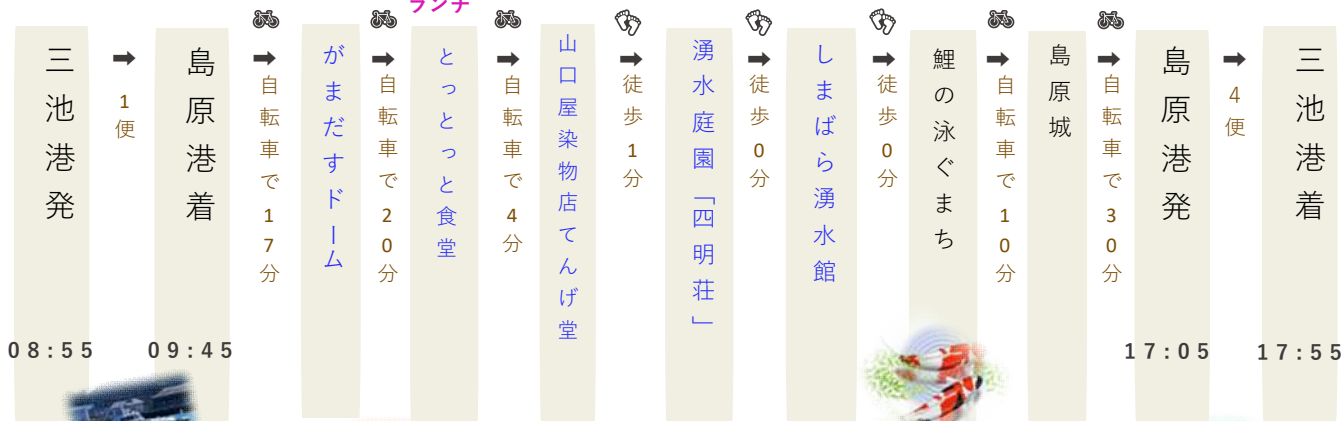 三池港発
08:55
1便
島原港着
09:45
自転車で17分
がまだすドーム
自転車で20分
ランチ
とっとっと食堂
自転車で4分
山口屋染物店てんげ堂
徒歩1分
湧水庭園「四明荘」
徒歩0分
しまばら湧水館
徒歩0分
鯉の泳ぐまち
自転車で10分
島原城
自転車で30分
島原港発
17:05
4便
三池港着
17:55